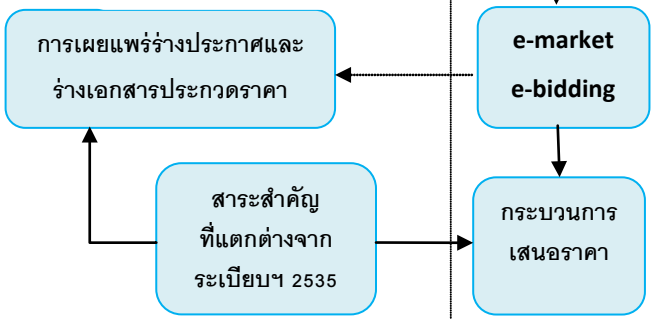 การเผยแพร่ร่างประกาศและ
ร่างเอกสารประกวดราคา
e-market
e-bidding
สาระสำคัญ
ที่แตกต่างจาก
ระเบียบฯ 2535
กระบวนการ
เสนอราคา